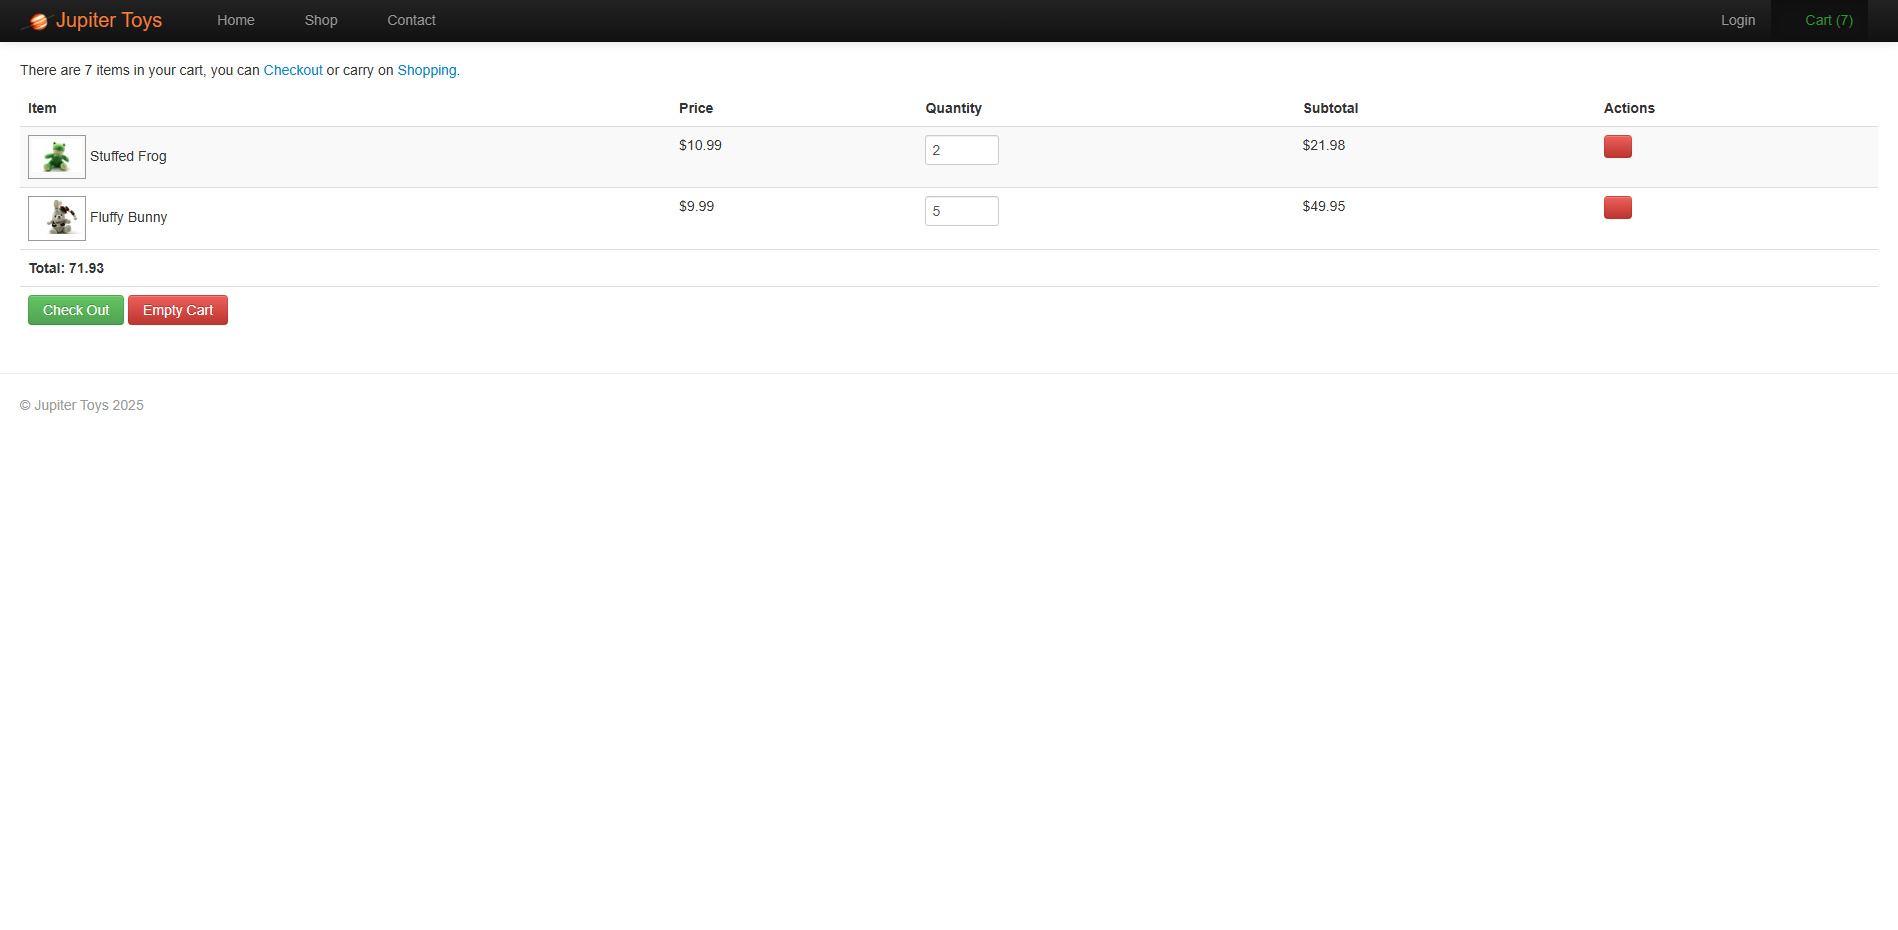 Jupiter Toys Home Shop Contact Login Cart (7)
There are 7 items in your cart, you can Checkout or carry on Shopping.
Item Price Quantity Subtotal Actions
Stuffed Frog $10.99 2 $21.98
Fluffy Bunny $9.99 5 $49.95
Total: 71.93
Check Out Empty Cart
© Jupiter Toys 2025